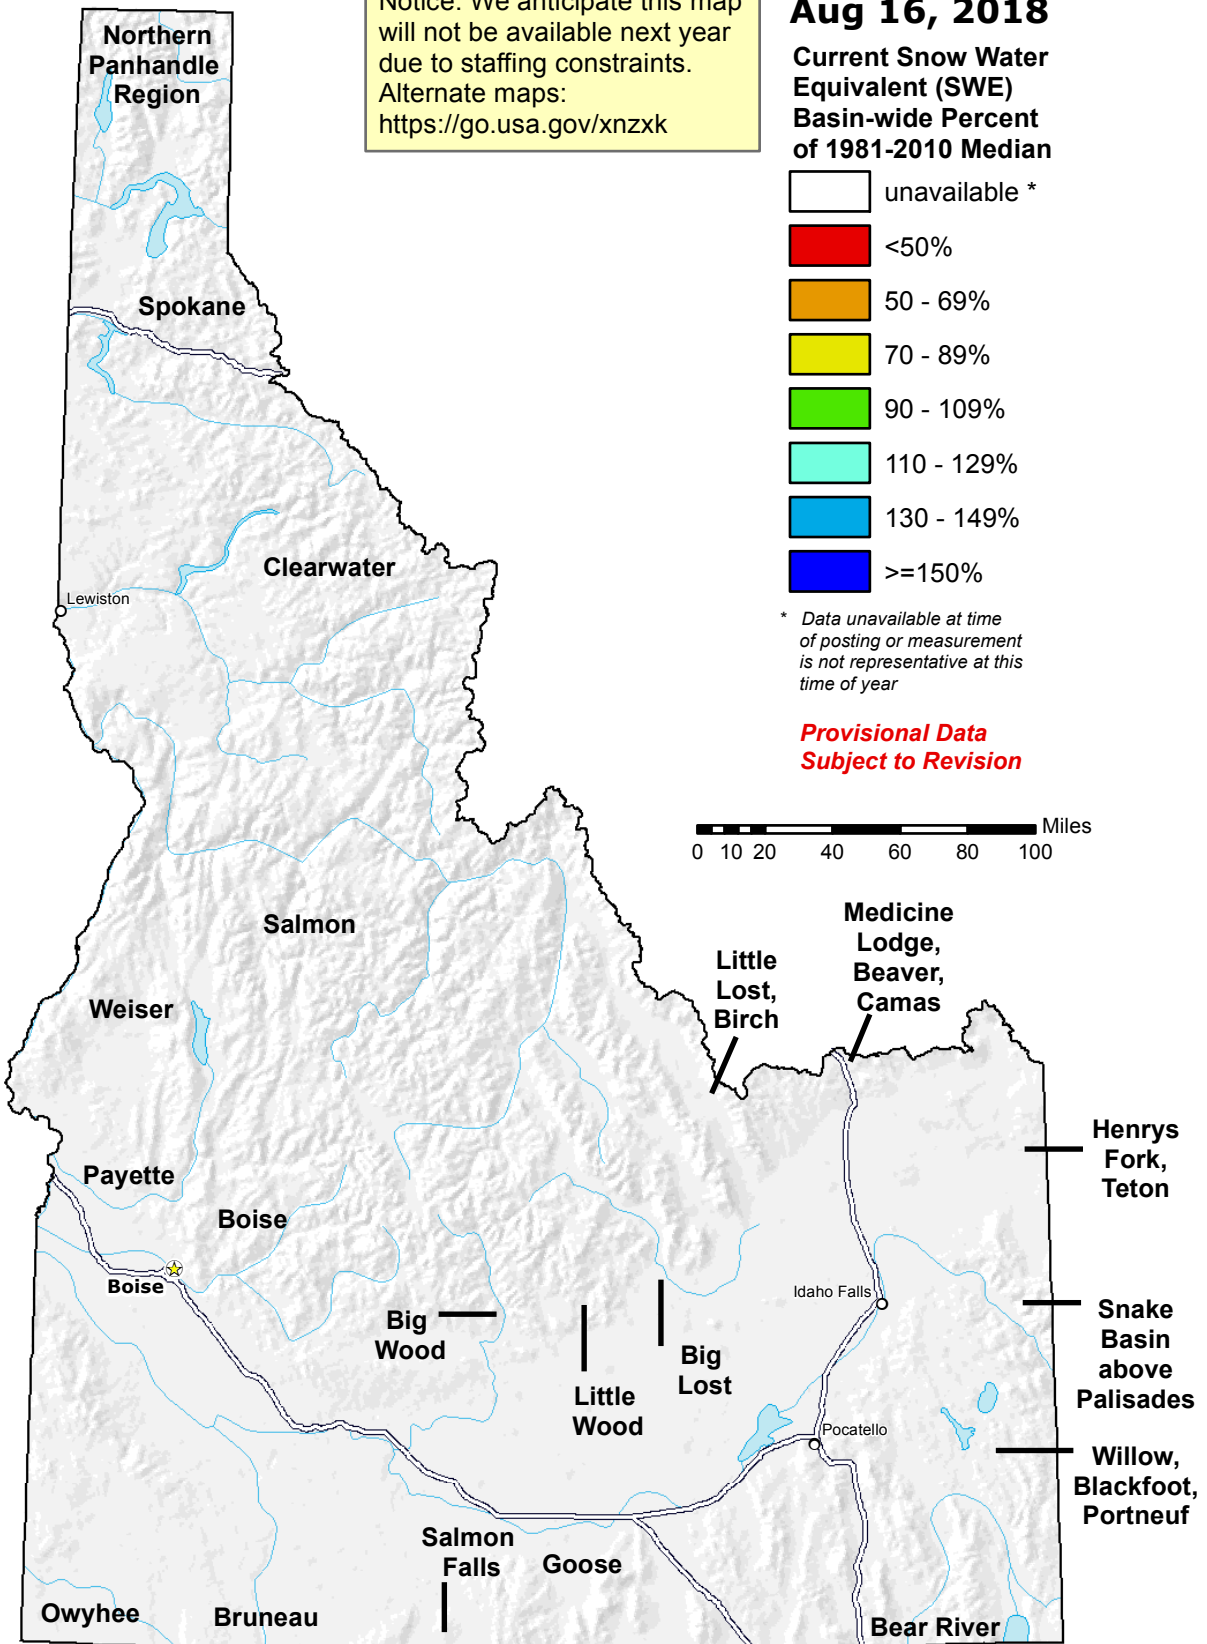 Notice: We anticipate this map
will not be available next year
due to staffing constraints.
Alternate maps:
https://go.usa.gov/xnzxk
Aug 16, 2018
Current Snow Water
Equivalent (SWE)
Basin-wide Percent
of 1981-2010 Median
unavailable *
<50%
50 - 69%
70 - 89%
90 - 109%
110 - 129%
130 - 149%
>=150%
* Data unavailable at time
of posting or measurement
is not representative at this
time of year
Provisional Data
Subject to Revision
Miles
0 10 20 40 60 80 100
Northern
Panhandle
Region
Spokane
Clearwater
Lewiston
Salmon
Weiser
Little
Lost,
Birch
Medicine
Lodge,
Beaver,
Camas
Henrys
Fork,
Teton
Payette
Boise
Boise
Big
Wood
Little
Wood
Big
Lost
Idaho Falls
Snake
Basin
above
Palisades
Pocatello
Willow,
Blackfoot,
Portneuf
Salmon
Falls
Goose
Owyhee
Bruneau
Bear River